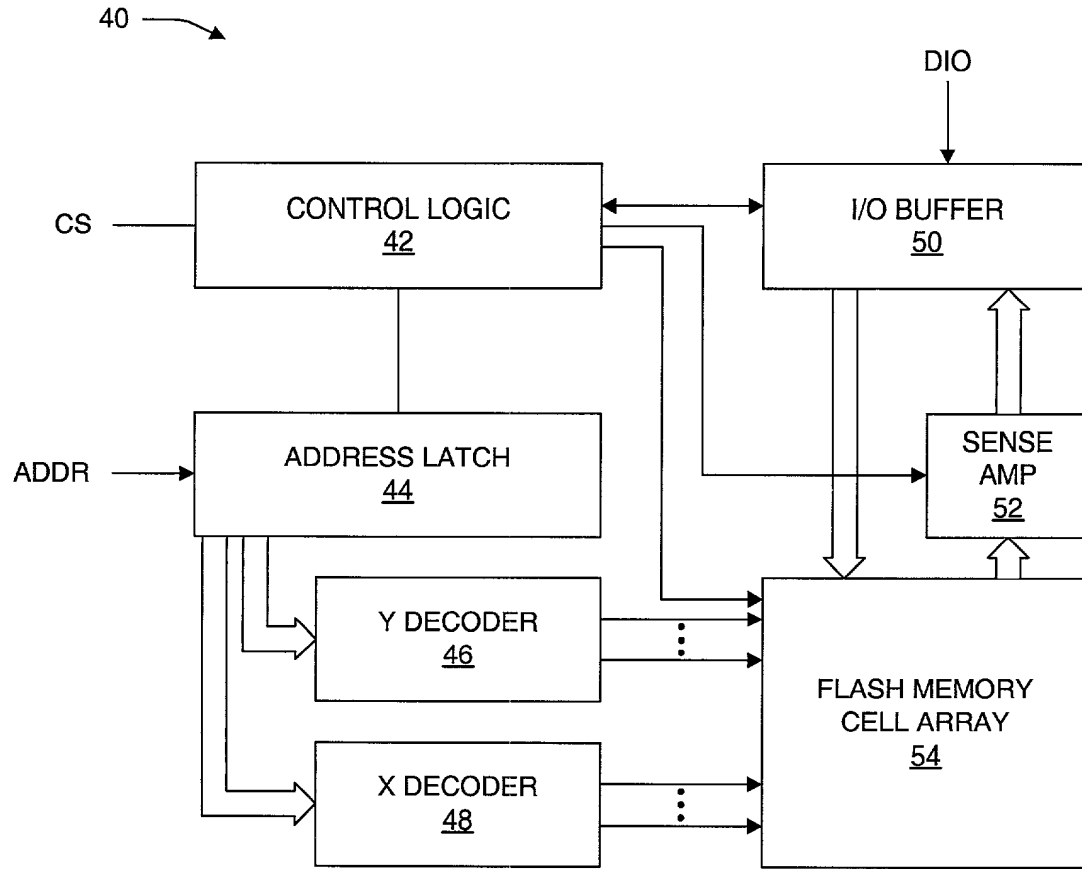 40
DIO
CONTROL LOGIC
42
I/O BUFFER
50
CS
ADDRESS LATCH
44
SENSE
AMP
52
ADDR
Y DECODER
46
FLASH MEMORY
CELL ARRAY
54
X DECODER
48